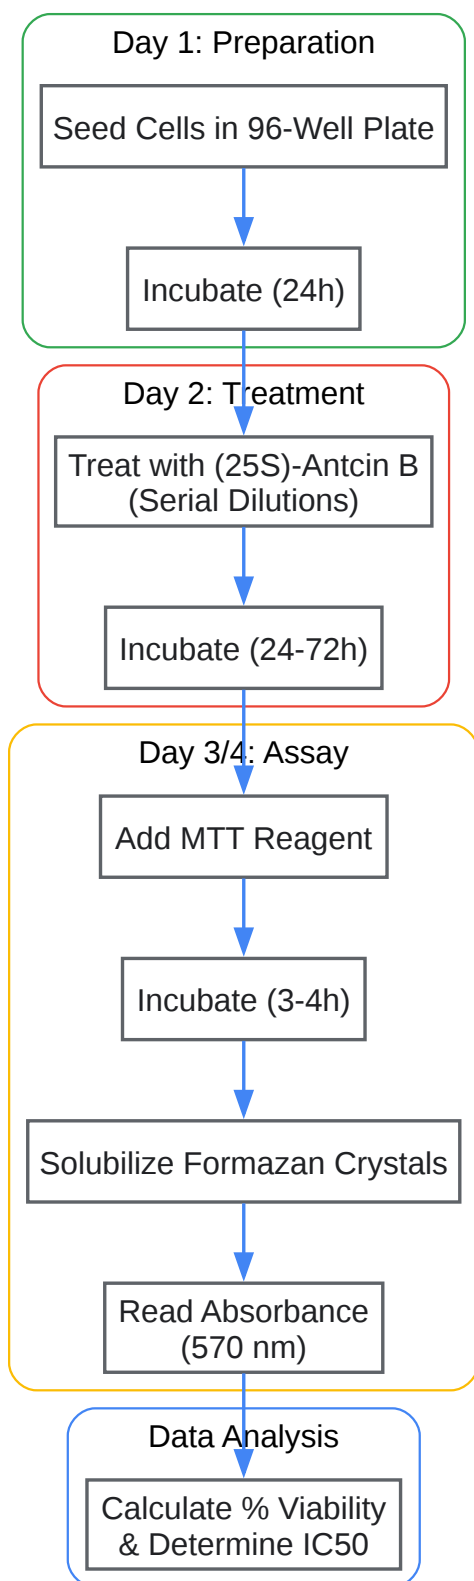 Day 1: Preparation
Seed Cells in 96-Well Plate
Incubate (24h)
Day 2: Treatment
Treat with (25S)-Antcin B
(Serial Dilutions)
Incubate (24-72h)
Day 3/4: Assay
Add MTT Reagent
Incubate (3-4h)
Solubilize Formazan Crystals
Read Absorbance
(570 nm)
Data Analysis
Calculate % Viability
& Determine IC50